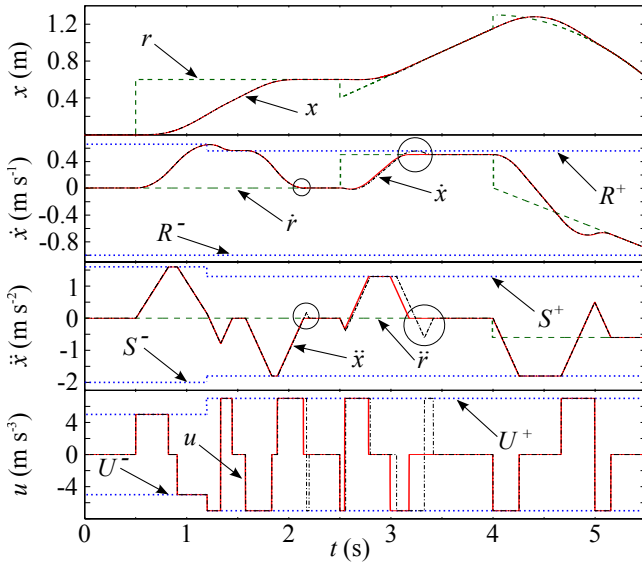 x (m)
1.2
0.8
0.4
r
x
ẋ (m s⁻¹)
0.4
0
-0.4
-0.8
R⁻
ṙ
ẋ
R⁺
ẍ (m s⁻²)
1
0
-1
-2
S⁻
ẍ
r̈
S⁺
u (m s⁻³)
4
0
-4
U⁻
u
U⁺
0 1 2 3 4 5
t (s)